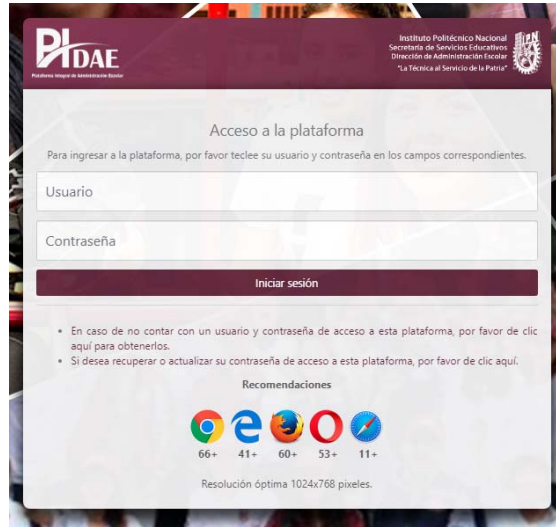 PIDAE
Plataforma Integral de Administración Escolar
Instituto Politécnico Nacional
Secretaría de Servicios Educativos
Dirección de Administración Escolar
"La Técnica al Servicio de la Patria"
Acceso a la plataforma
Para ingresar a la plataforma, por favor teclee su usuario y contraseña en los campos correspondientes.
Usuario
Contraseña
Iniciar sesión
• En caso de no contar con un usuario y contraseña de acceso a esta plataforma, por favor de clic
aquí para obtenerlos.
• Si desea recuperar o actualizar su contraseña de acceso a esta plataforma, por favor de clic aquí.
Recomendaciones
66+ 41+ 60+ 53+ 11+
Resolución óptima 1024x768 pixeles.